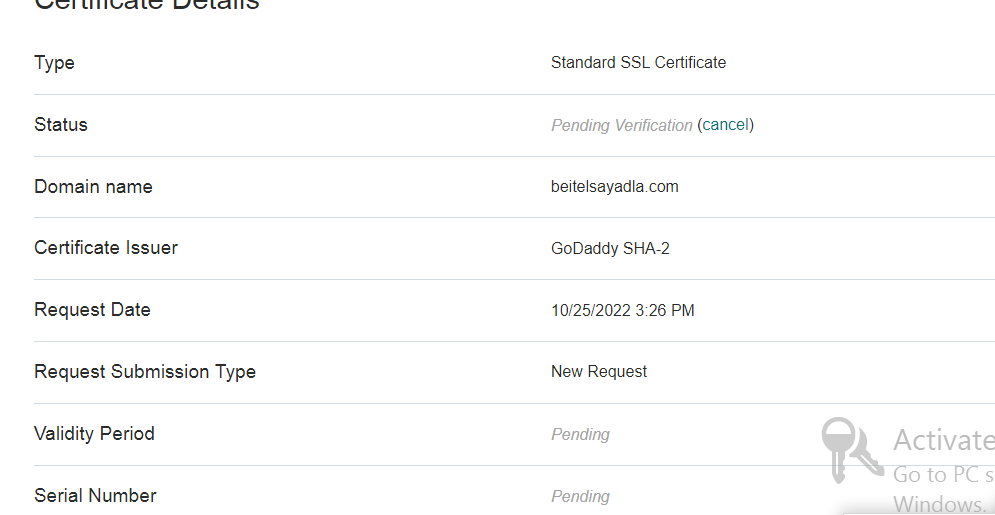 Certificate Details
Type Standard SSL Certificate
Status Pending Verification (cancel)
Domain name beitelsayadla.com
Certificate Issuer GoDaddy SHA-2
Request Date 10/25/2022 3:26 PM
Request Submission Type New Request
Validity Period Pending
Activate
Go to PC s
Serial Number Pending
Windows.